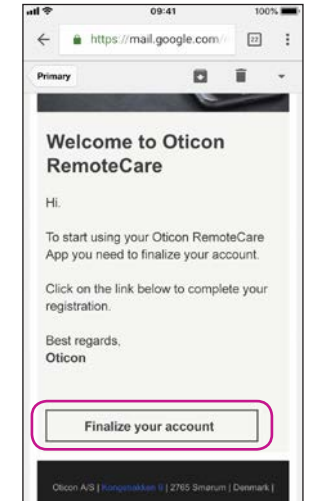 09:41
100%
https://mail.google.com/
22
Primary
Welcome to Oticon
RemoteCare
Hi.
To start using your Oticon RemoteCare
App you need to finalize your account.
Click on the link below to complete your
registration.
Best regards,
Oticon
Finalize your account
Oticon A/S | Kongebakken 9 | 2765 Smørum | Denmark |